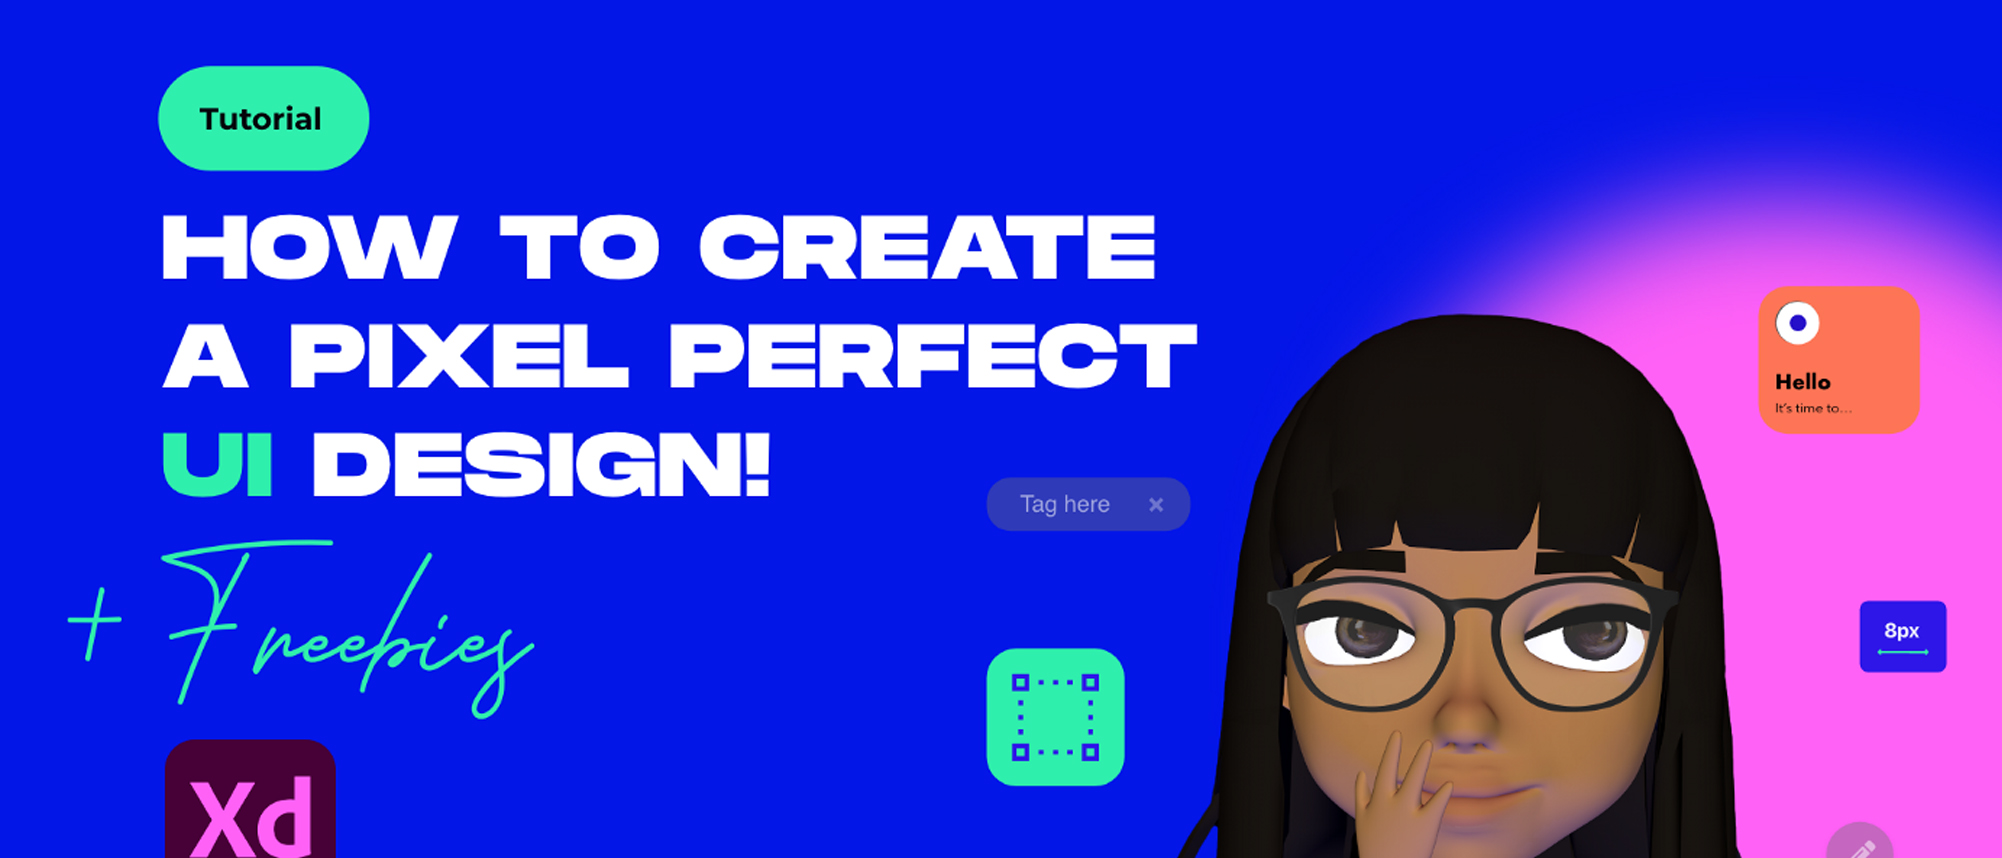 Tutorial
HOW TO CREATE
A PIXEL PERFECT
UI DESIGN!
+ Freebies
Xd
Tag here ×
Hello
It's time to...
8px